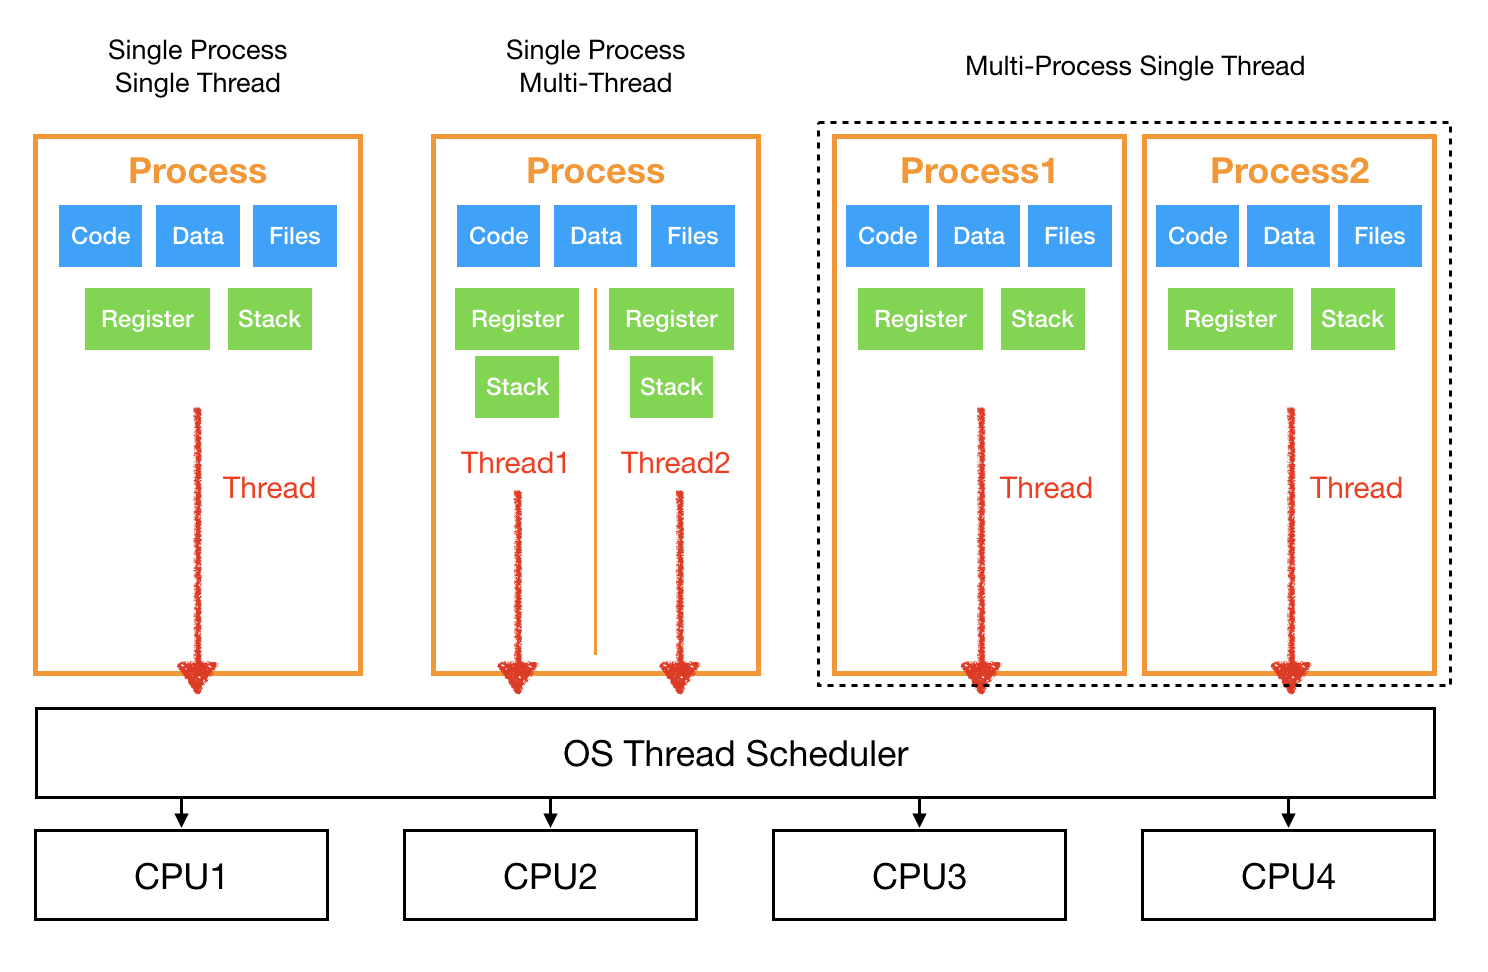 Single Process
Single Thread
Single Process
Multi-Thread
Multi-Process Single Thread
Process
Code Data Files
Register Stack
Thread
Process
Code Data Files
Register Register
Stack Stack
Thread1 Thread2
Process1
Code Data Files
Register Stack
Thread
Process2
Code Data Files
Register Stack
Thread
OS Thread Scheduler
CPU1 CPU2 CPU3 CPU4